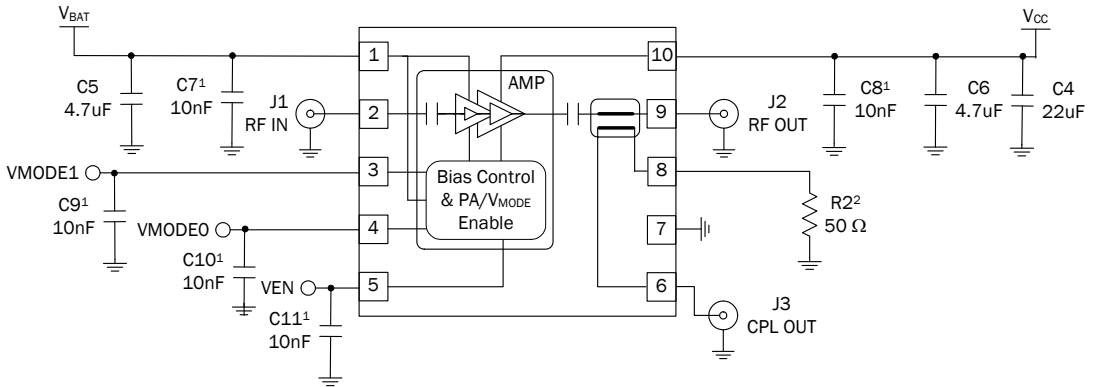 VBAT
VCC
1
10
C5
4.7uF
C7¹
10nF
J1
RF IN
2
AMP
9
J2
RF OUT
C8¹
10nF
C6
4.7uF
C4
22uF
VMODE1
3
Bias Control
& PA/VMODE
Enable
8
C9¹
10nF
VMODE0
4
7
R2²
50 Ω
C10¹
10nF
VEN
5
6
J3
CPL OUT
C11¹
10nF